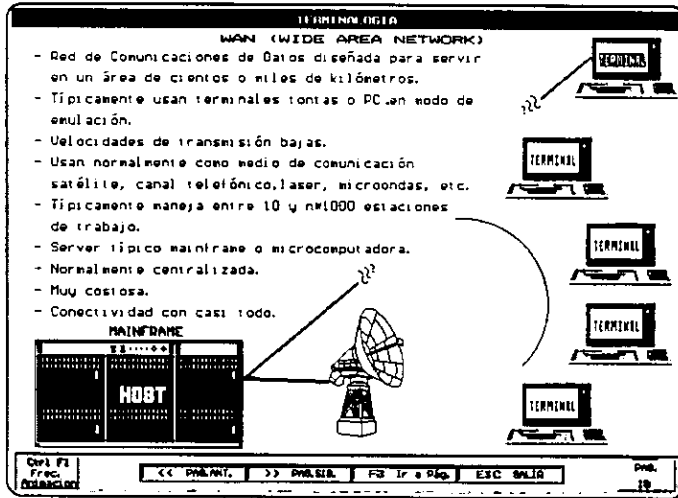 TERMINALOGIA
WAN (WIDE AREA NETWORK)
- Red de Comunicaciones de Datos diseñada para servir
en un área de cientos o miles de kilómetros.
- Típicamente usan terminales tontas o PC.en modo de
emulación.
- Velocidades de transmisión bajas.
- Usan normalmente como medio de comunicación
satélite, canal telefónico,laser, microondas, etc.
- Típicamente maneja entre 10 y n*1000 estaciones
de trabajo.
- Server típico mainframe o microcomputadora.
- Normalmente centralizada.
- Muy costosa.
- Conectividad con casi todo.
MAINFRAME
HOST
TERMINAL
TERMINAL
TERMINAL
TERMINAL
TERMINAL
Ctrl F1
Frec.
Animacion
<< PAG.ANT.
>> PAG.SIG.
F3 Ir a Pág.
ESC SALIR
PAG.